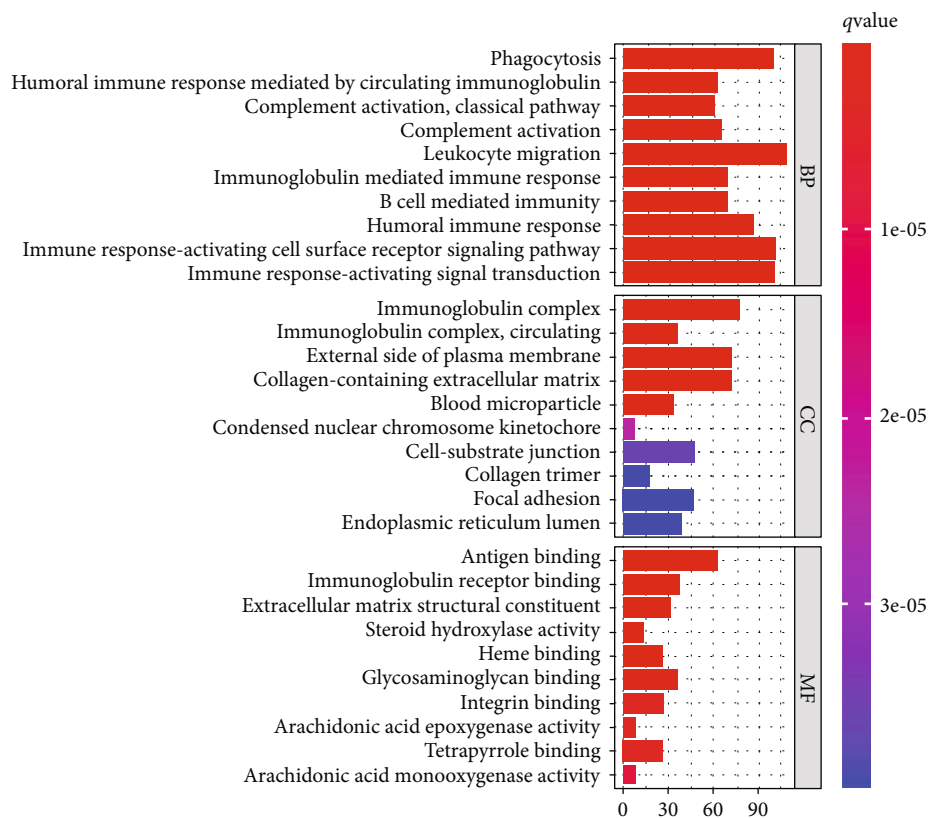 qvalue
Phagocytosis
Humoral immune response mediated by circulating immunoglobulin
Complement activation, classical pathway
Complement activation
Leukocyte migration
Immunoglobulin mediated immune response
B cell mediated immunity
Humoral immune response
Immune response-activating cell surface receptor signaling pathway
Immune response-activating signal transduction
BP
Immunoglobulin complex
Immunoglobulin complex, circulating
External side of plasma membrane
Collagen-containing extracellular matrix
Blood microparticle
Condensed nuclear chromosome kinetochore
Cell-substrate junction
Collagen trimer
Focal adhesion
Endoplasmic reticulum lumen
CC
Antigen binding
Immunoglobulin receptor binding
Extracellular matrix structural constituent
Steroid hydroxylase activity
Heme binding
Glycosaminoglycan binding
Integrin binding
Arachidonic acid epoxygenase activity
Tetrapyrrole binding
Arachidonic acid monooxygenase activity
MF
0 30 60 90
1e-05
2e-05
3e-05